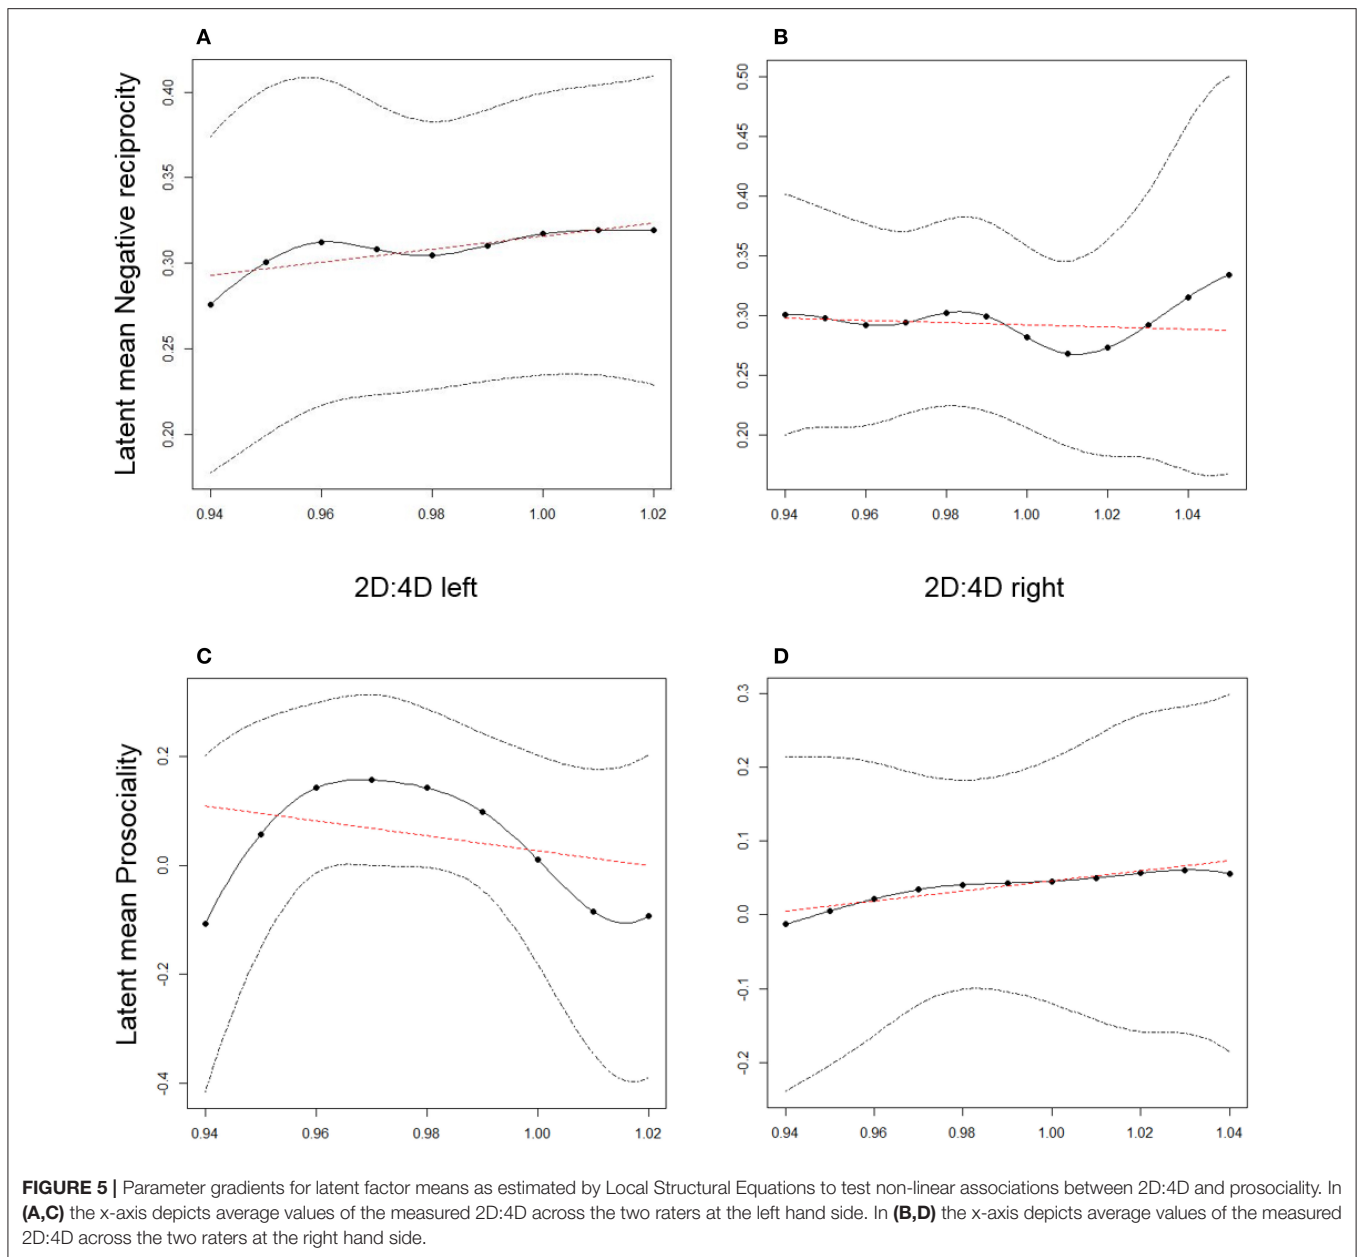 A
B
Latent mean Negative reciprocity
0.40
0.35
0.30
0.25
0.20
0.94 0.96 0.98 1.00 1.02
0.50
0.45
0.40
0.35
0.30
0.25
0.20
0.94 0.96 0.98 1.00 1.02 1.04
2D:4D left
2D:4D right
C
D
Latent mean Prosociality
0.2
0.0
-0.2
-0.4
0.94 0.96 0.98 1.00 1.02
0.3
0.2
0.1
0.0
-0.1
-0.2
0.94 0.96 0.98 1.00 1.02 1.04
FIGURE 5 | Parameter gradients for latent factor means as estimated by Local Structural Equations to test non-linear associations between 2D:4D and prosociality. In
(A,C) the x-axis depicts average values of the measured 2D:4D across the two raters at the left hand side. In (B,D) the x-axis depicts average values of the measured
2D:4D across the two raters at the right hand side.